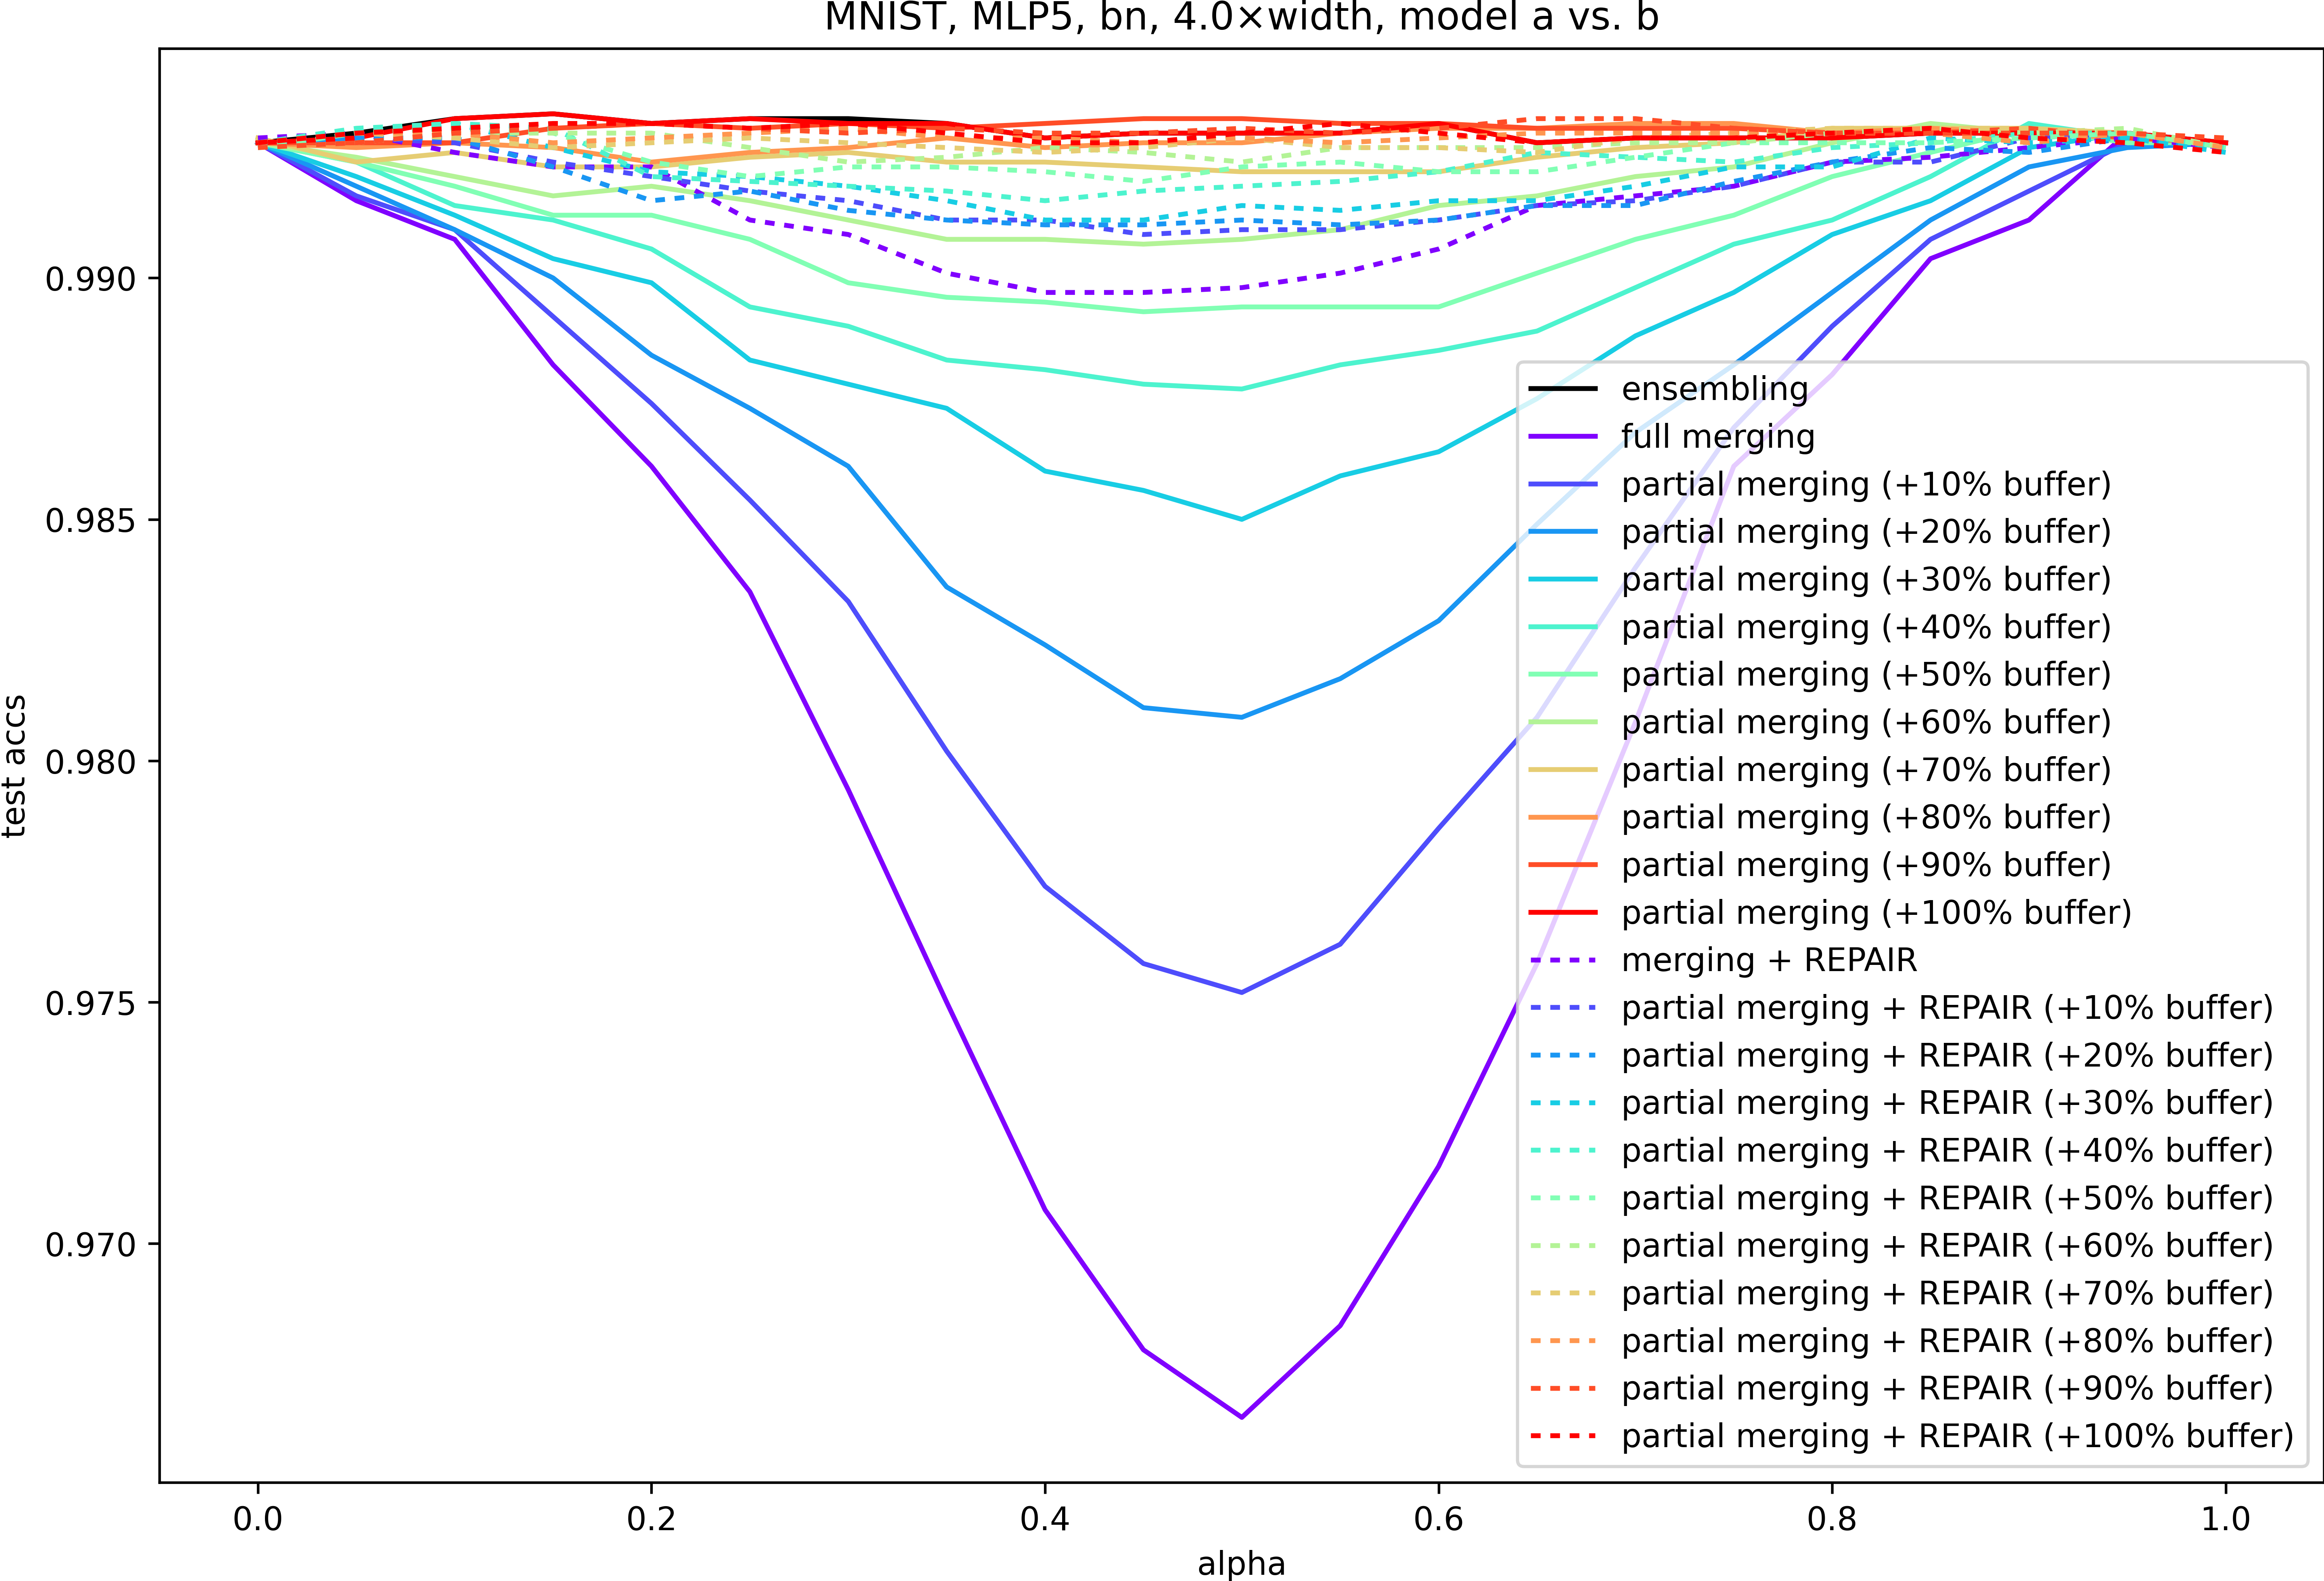 MNIST, MLP5, bn, 4.0×width, model a vs. b
test accs
0.990
0.985
0.980
0.975
0.970
ensembling
full merging
partial merging (+10% buffer)
partial merging (+20% buffer)
partial merging (+30% buffer)
partial merging (+40% buffer)
partial merging (+50% buffer)
partial merging (+60% buffer)
partial merging (+70% buffer)
partial merging (+80% buffer)
partial merging (+90% buffer)
partial merging (+100% buffer)
merging + REPAIR
partial merging + REPAIR (+10% buffer)
partial merging + REPAIR (+20% buffer)
partial merging + REPAIR (+30% buffer)
partial merging + REPAIR (+40% buffer)
partial merging + REPAIR (+50% buffer)
partial merging + REPAIR (+60% buffer)
partial merging + REPAIR (+70% buffer)
partial merging + REPAIR (+80% buffer)
partial merging + REPAIR (+90% buffer)
partial merging + REPAIR (+100% buffer)
0.0 0.2 0.4 0.6 0.8 1.0
alpha